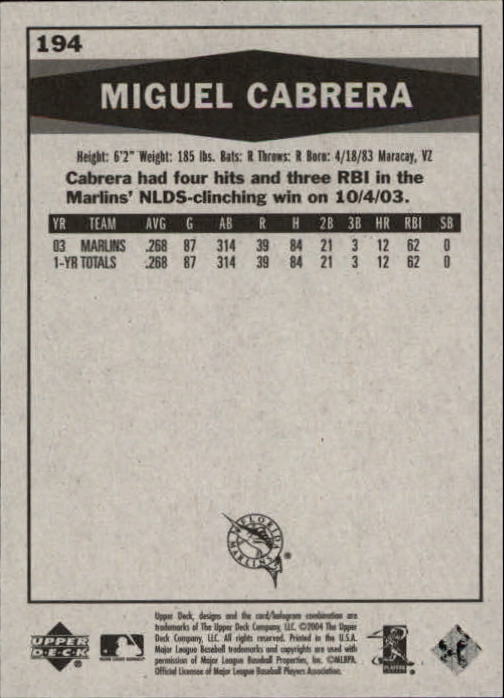 194
MIGUEL CABRERA
Height: 6'2" Weight: 185 lbs. Bats: R Throws: R Born: 4/18/83 Maracay, VZ
Cabrera had four hits and three RBI in the
Marlins' NLDS-clinching win on 10/4/03.
YR TEAM AVG G AB R H 2B 3B HR RBI SB
03 MARLINS .268 87 314 39 84 21 3 12 62 0
1-YR TOTALS .268 87 314 39 84 21 3 12 62 0
FLORIDA
MARLINS ®
Upper Deck, designs and the card/hologram combination are
trademarks of The Upper Deck Company, LLC. ©2004 The Upper
Deck Company, LLC. All rights reserved. Printed in the U.S.A.
Major League Baseball trademarks and copyrights are used with
permission of Major League Baseball Properties, Inc. ©MLBPA.
Official Licensee of Major League Baseball Players Association.
UPPER
DECK ®
PLAYERS